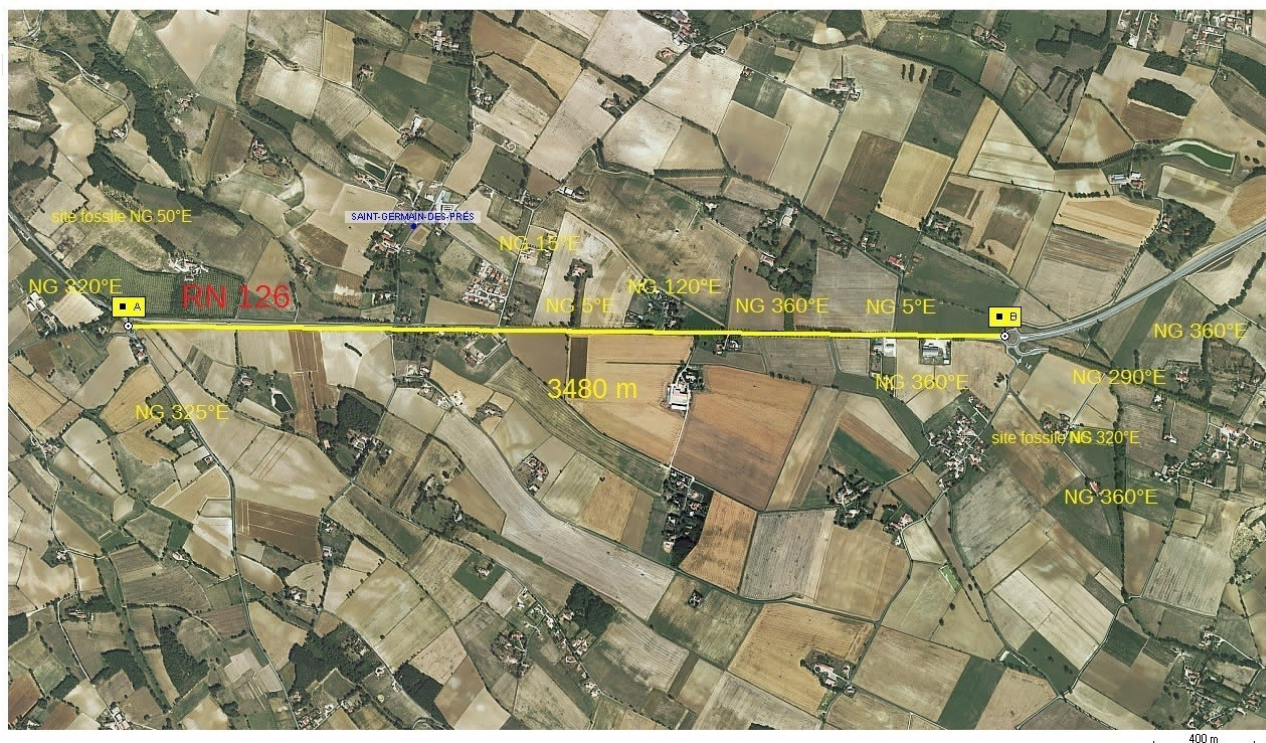 site fossile NG 50°E
SAINT-GERMAIN-DES-PRÉS
NG 15°E
NG 320°E
A
RN 126
NG 5°E
NG 120°E
NG 360°E
NG 5°E
B
NG 360°E
3480 m
NG 360°E
NG 290°E
NG 325°E
site fossile NG 320°E
NG 360°E
400 m